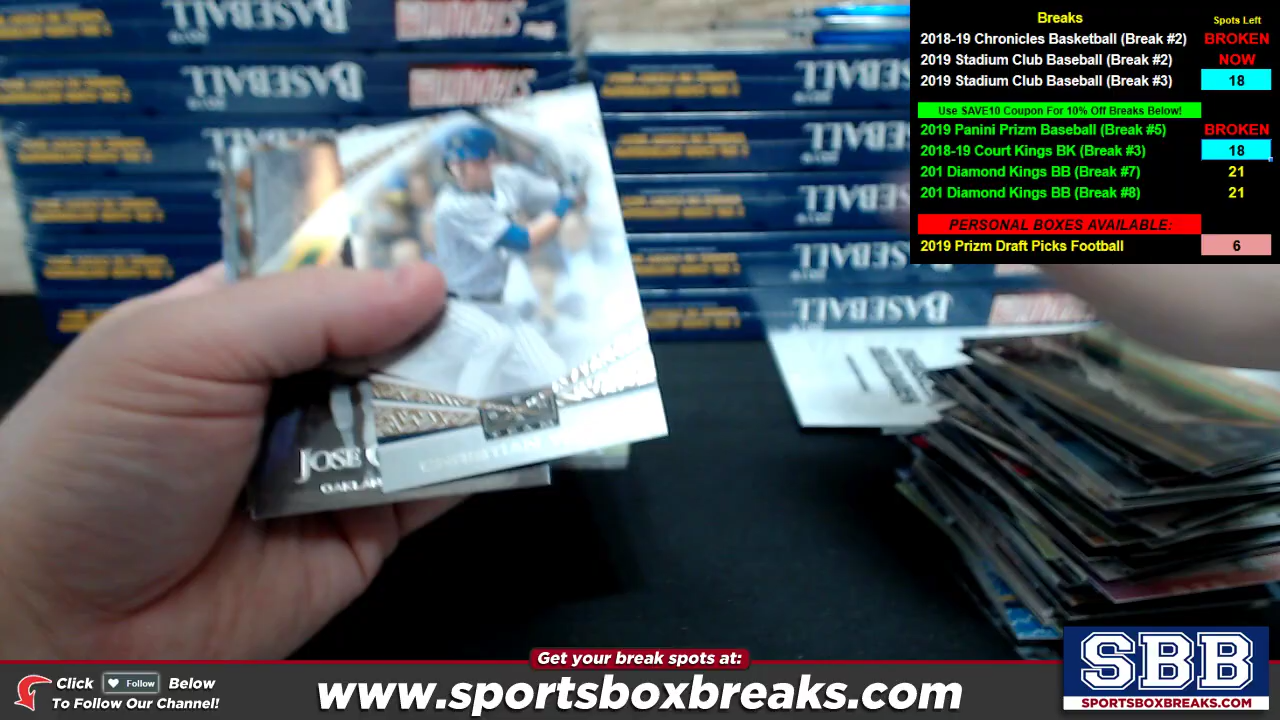 Breaks Spots Left
2018-19 Chronicles Basketball (Break #2) BROKEN
2019 Stadium Club Baseball (Break #2) NOW
2019 Stadium Club Baseball (Break #3) 18
Use SAVE10 Coupon For 10% Off Breaks Below!
2019 Panini Prizm Baseball (Break #5) BROKEN
2018-19 Court Kings BK (Break #3) 18
201 Diamond Kings BB (Break #7) 21
201 Diamond Kings BB (Break #8) 21
PERSONAL BOXES AVAILABLE:
2019 Prizm Draft Picks Football 6
STADIUM
BASEBALL
BASEBALL
BASEBALL
JOSE
OAKLAN
Get your break spots at:
Click Follow Below
To Follow Our Channel!
www.sportsboxbreaks.com
SBB
SPORTSBOXBREAKS.COM